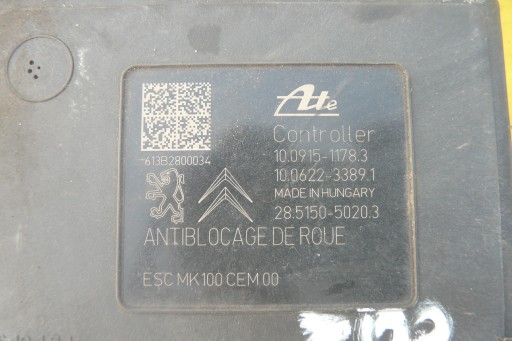 Ate
Controller
10.0915-1178.3
10.0622-3389.1
MADE IN HUNGARY
28.5150-5020.3
~613B2800034
ANTIBLOCAGE DE ROUE
ESC MK100 CEM 00